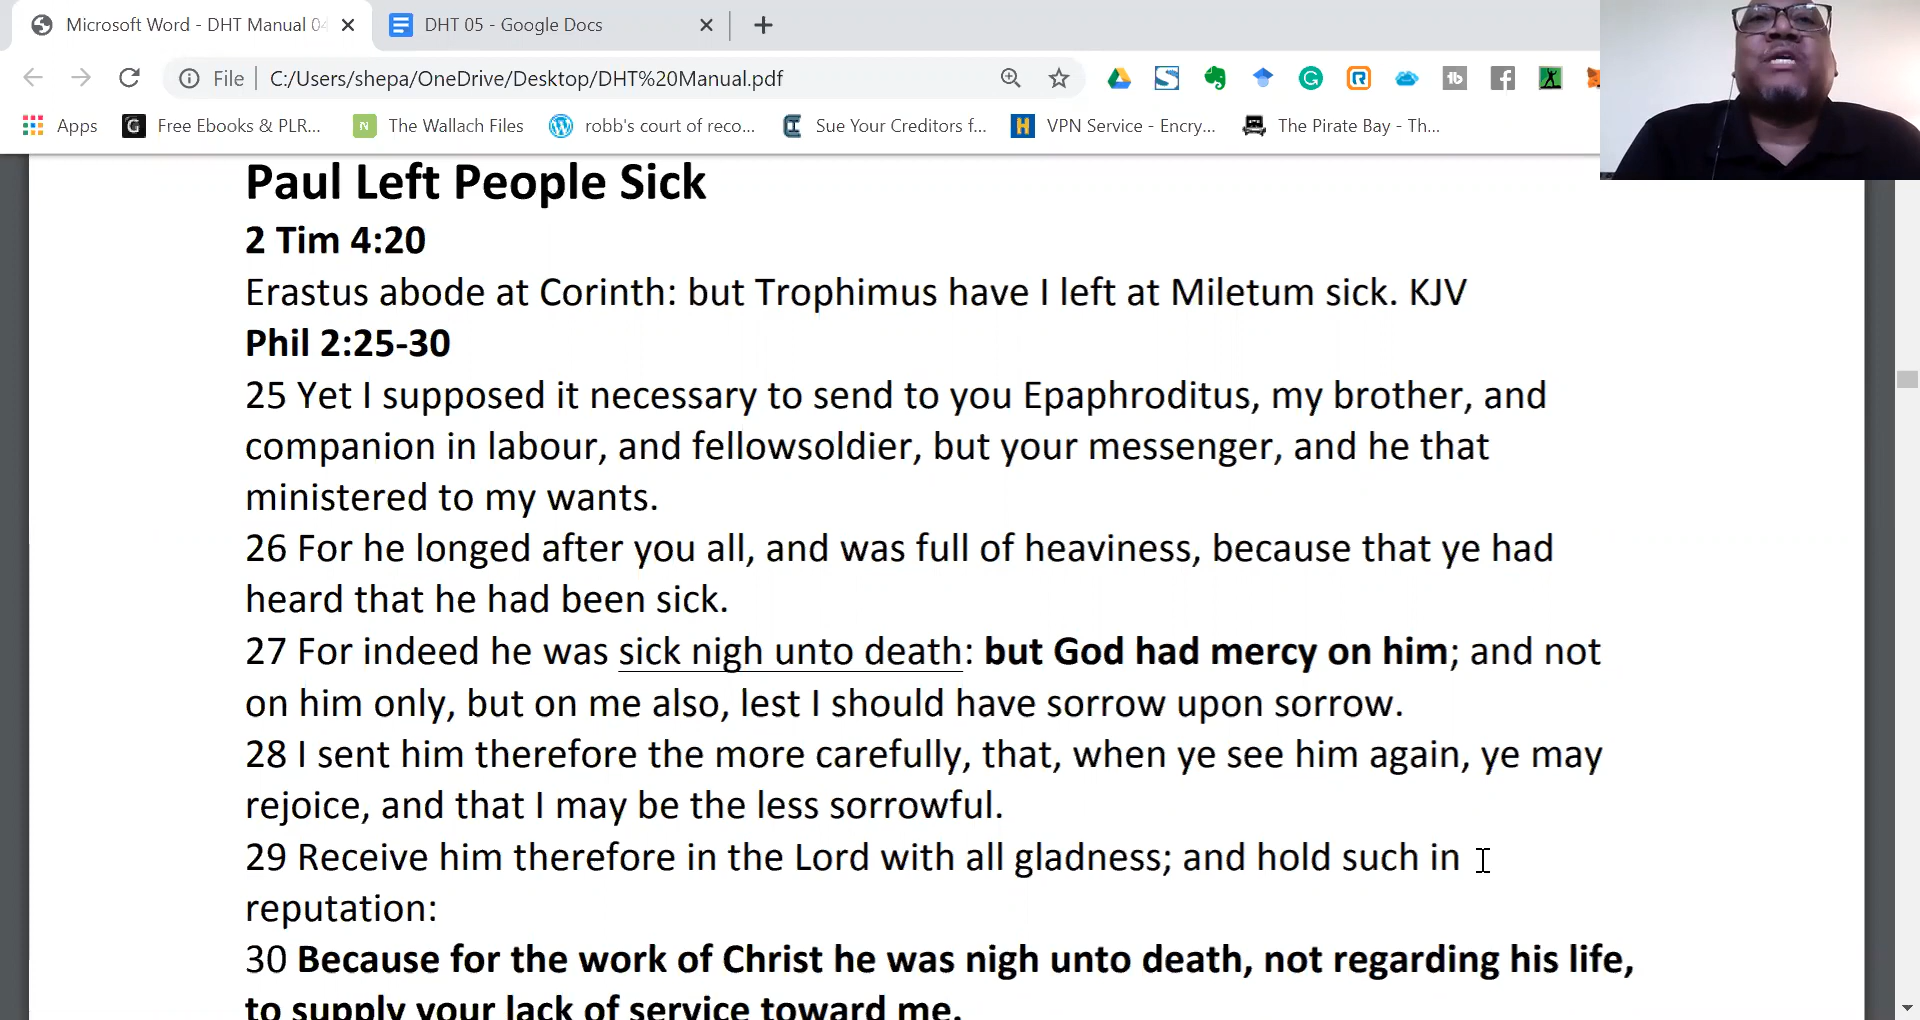 Microsoft Word - DHT Manual 04
DHT 05 - Google Docs
File
C:/Users/shepa/OneDrive/Desktop/DHT%20Manual.pdf
Apps
Free Ebooks & PLR...
The Wallach Files
robb's court of reco...
Sue Your Creditors f...
VPN Service - Encry...
The Pirate Bay - Th...
Paul Left People Sick
2 Tim 4:20
Erastus abode at Corinth: but Trophimus have I left at Miletum sick. KJV
Phil 2:25-30
25 Yet I supposed it necessary to send to you Epaphroditus, my brother, and
companion in labour, and fellowsoldier, but your messenger, and he that
ministered to my wants.
26 For he longed after you all, and was full of heaviness, because that ye had
heard that he had been sick.
27 For indeed he was sick nigh unto death: but God had mercy on him; and not
on him only, but on me also, lest I should have sorrow upon sorrow.
28 I sent him therefore the more carefully, that, when ye see him again, ye may
rejoice, and that I may be the less sorrowful.
29 Receive him therefore in the Lord with all gladness; and hold such in
reputation:
30 Because for the work of Christ he was nigh unto death, not regarding his life,
to supply your lack of service toward me.